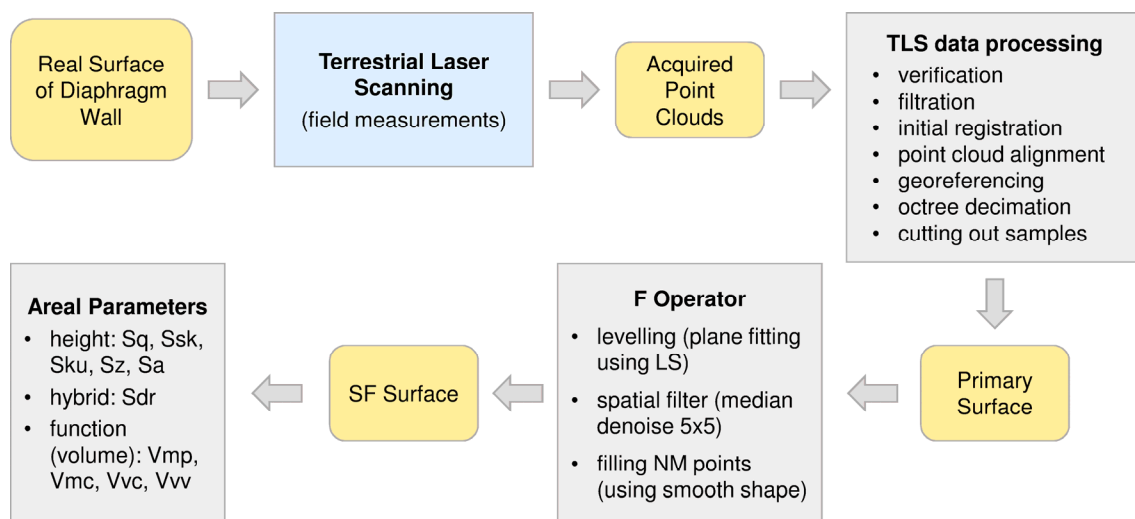 Real Surface
of Diaphragm
Wall
Terrestrial Laser
Scanning
(field measurements)
Acquired
Point
Clouds
TLS data processing
• verification
• filtration
• initial registration
• point cloud alignment
• georeferencing
• octree decimation
• cutting out samples
Primary
Surface
F Operator
• levelling (plane fitting
using LS)
• spatial filter (median
denoise 5x5)
• filling NM points
(using smooth shape)
SF Surface
Areal Parameters
• height: Sq, Ssk,
Sku, Sz, Sa
• hybrid: Sdr
• function
(volume): Vmp,
Vmc, Vvc, Vvv